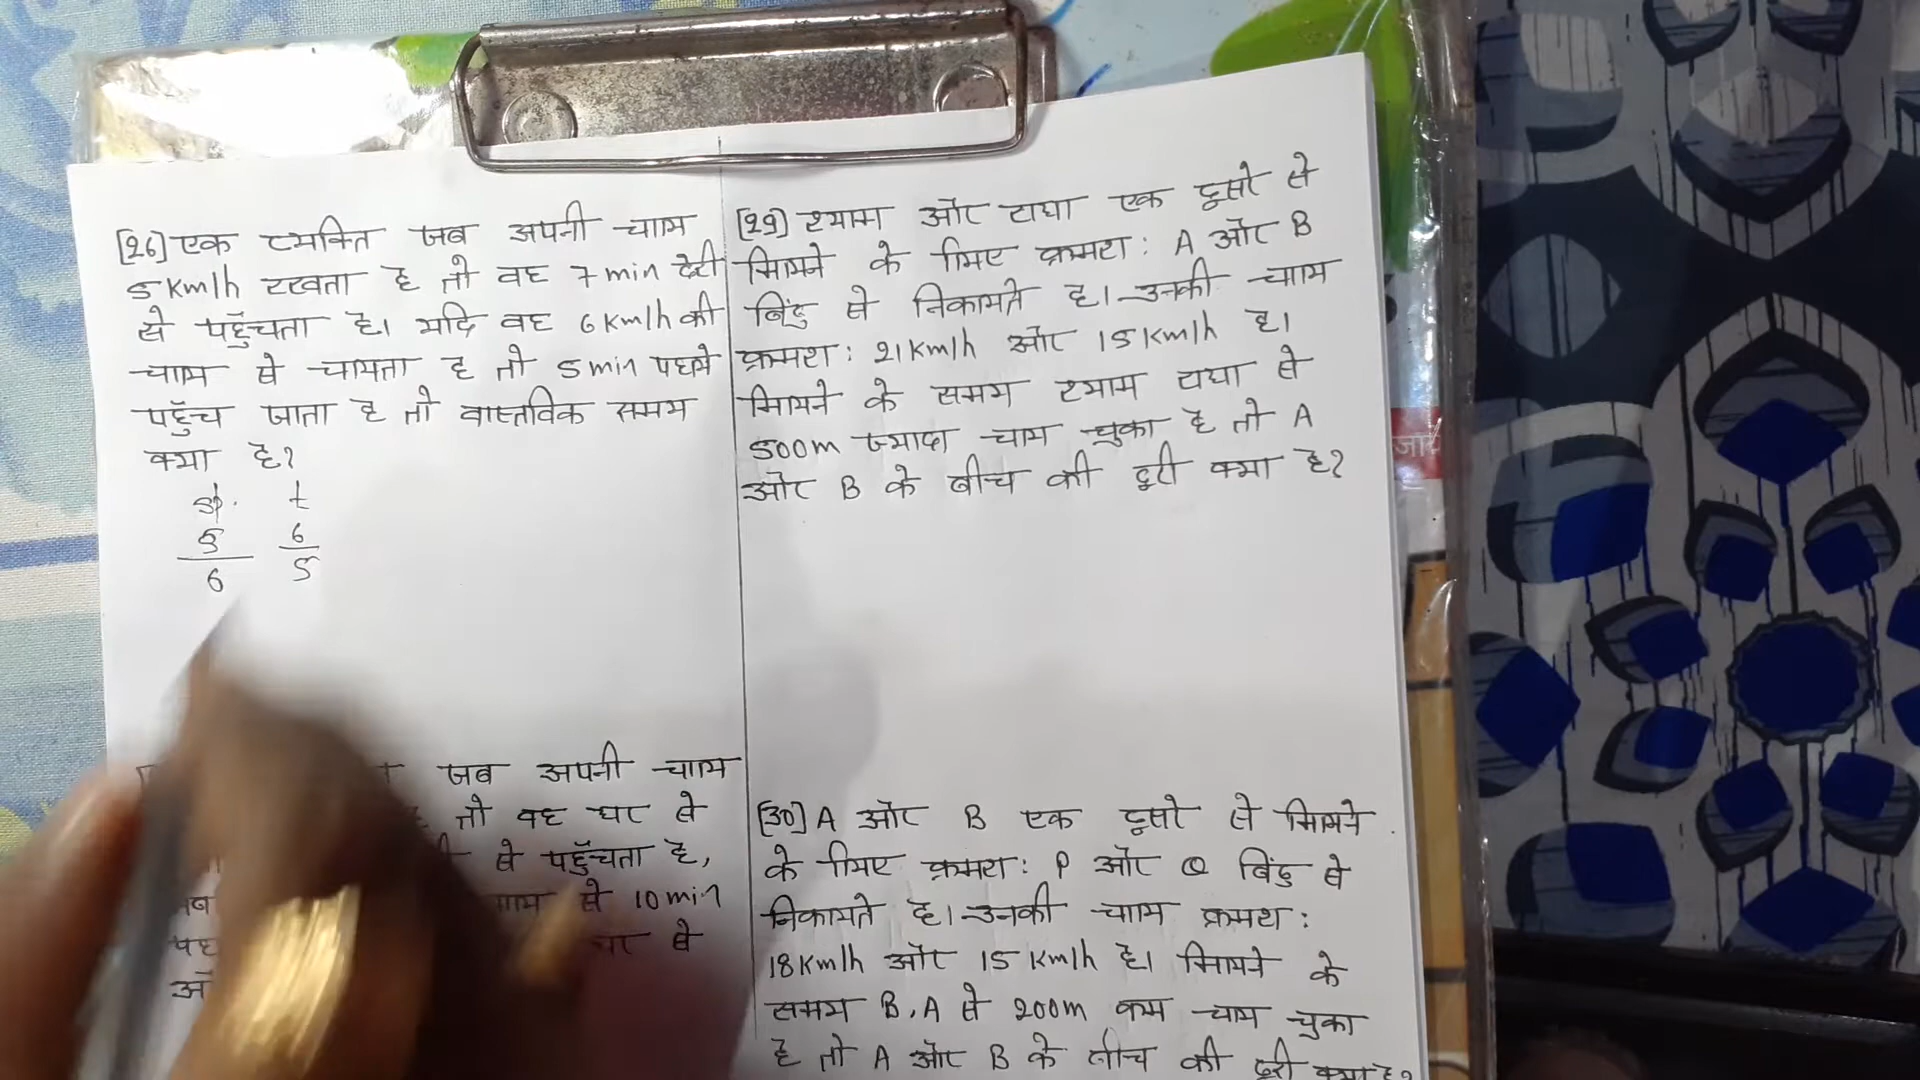 [26] एक व्यक्ति जब अपनी चाल
5 Km/h रखता है तो वह 7 min देरी
से पहुँचता है। यदि वह 6 Km/h की
चाल से चलता है तो 5 min पहले
पहुँच जाता है तो वास्तविक समय
क्या है?
sp. t
5 6
6 5
जब अपनी चाल
है तो वह घर से
से पहुँचता है,
से 10 min
से
[29] श्याम और राधा एक दूसरे से
मिलने के लिए क्रमश: A और B
बिंदु से निकलते है। उनकी चाल
क्रमश: 21 Km/h और 15 Km/h है।
मिलने के समय श्याम राधा से
500m ज्यादा चल चुका है तो A
और B के बीच की दूरी क्या है?
[30] A और B एक दूसरे से मिलने
के लिए क्रमश: P और Q बिंदु से
निकलते है। उनकी चाल क्रमश:
18 Km/h और 15 Km/h है। मिलने के
समय B, A से 200m कम चल चुका
है तो A और B के बीच की दूरी क्या है?